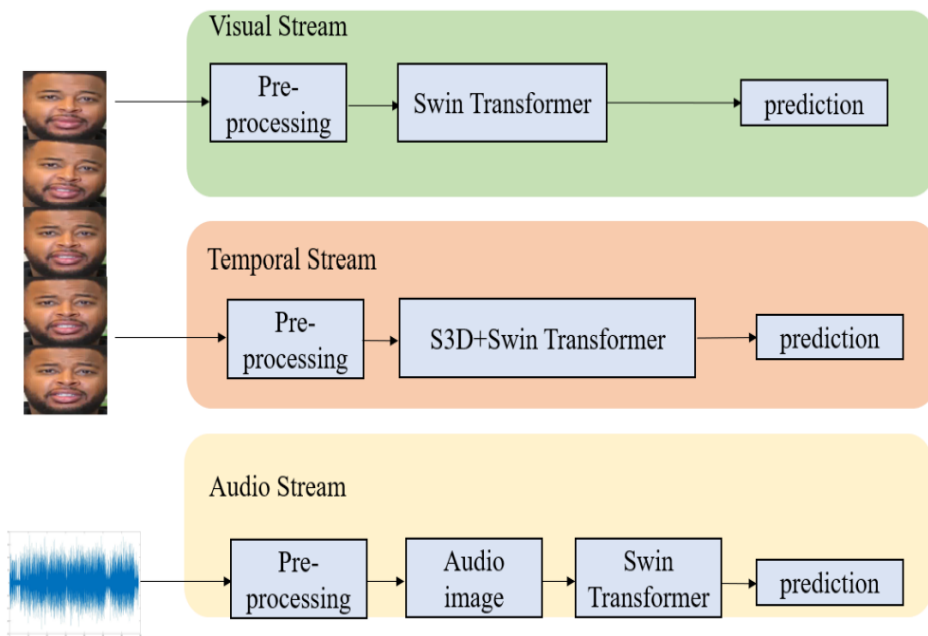 Visual Stream
Pre-
processing
Swin Transformer
prediction
Temporal Stream
Pre-
processing
S3D+Swin Transformer
prediction
Audio Stream
Pre-
processing
Audio
image
Swin
Transformer
prediction